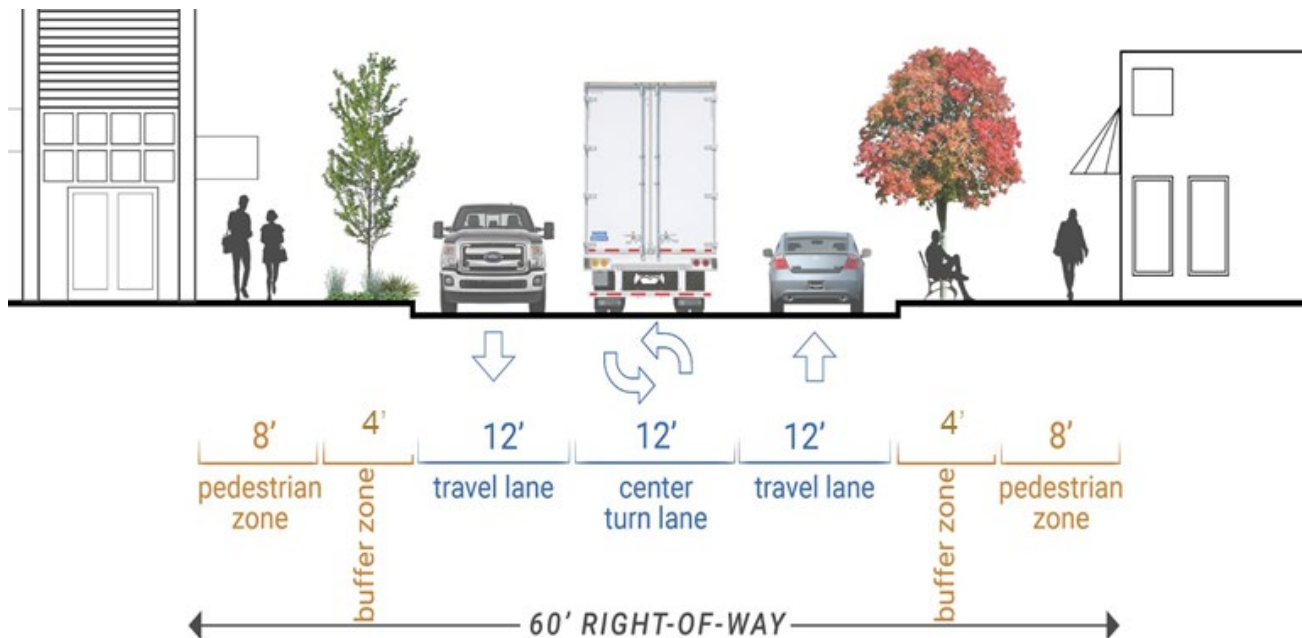 8’
4’
12’
12’
12’
4’
8’
pedestrian
zone
buffer zone
travel lane
center
turn lane
travel lane
buffer zone
pedestrian
zone
60’ RIGHT-OF-WAY